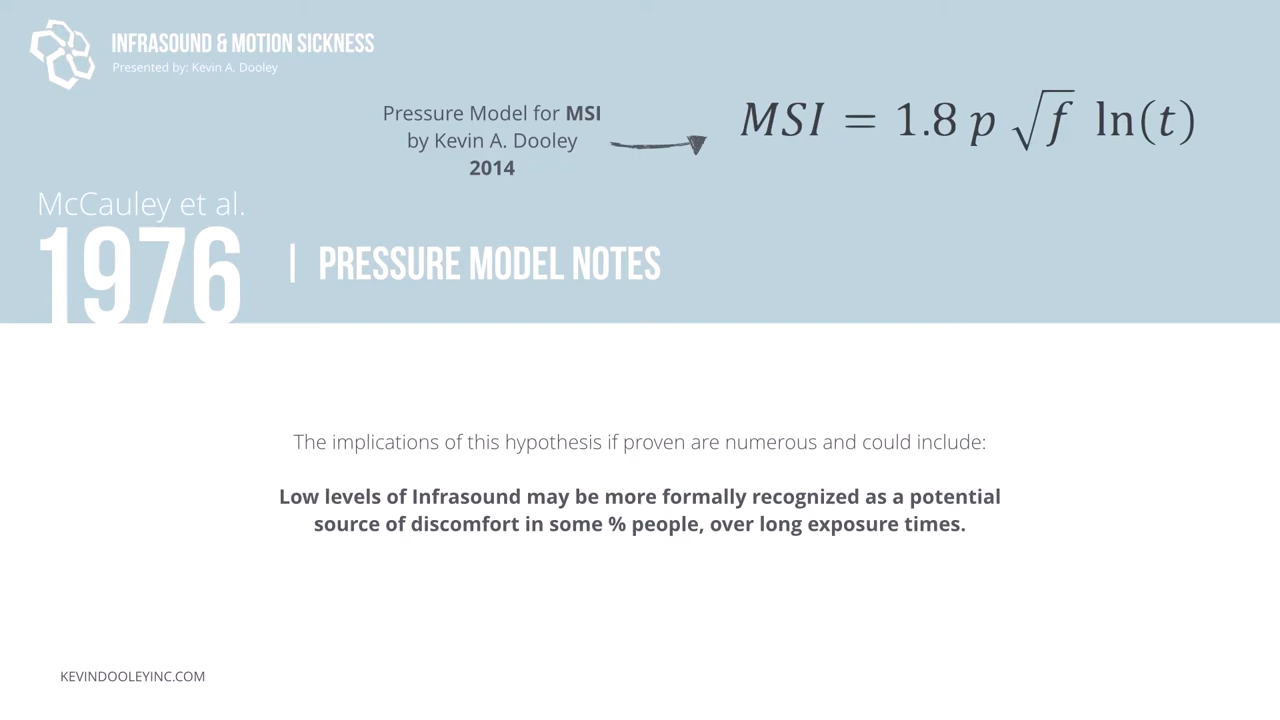 INFRASOUND & MOTION SICKNESS
Presented by: Kevin A. Dooley
Pressure Model for MSI
by Kevin A. Dooley
2014
MSI = 1.8 p √f ln(t)
McCauley et al.
1976
| PRESSURE MODEL NOTES
The implications of this hypothesis if proven are numerous and could include:
Low levels of Infrasound may be more formally recognized as a potential
source of discomfort in some % people, over long exposure times.
KEVINDOOLEYINC.COM